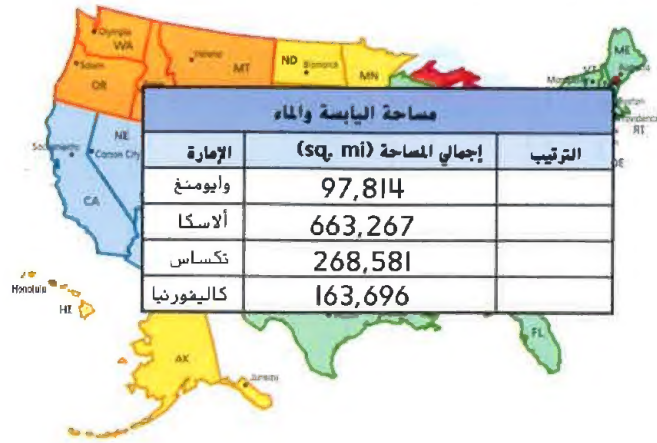 Olympia
WA
Salem
OR
Helena
MT
ND
Bismarck
MN
ME
RI
مساحة اليابسة والماء
الإمارة إجمالي المساحة (sq. mi) الترتيب
وايومنغ 97,814
ألاسكا 663,267
تكساس 268,581
كاليفورنيا 163,696
NE
Carson City
CA
Honolulu
HI
AK
Juneau
FL